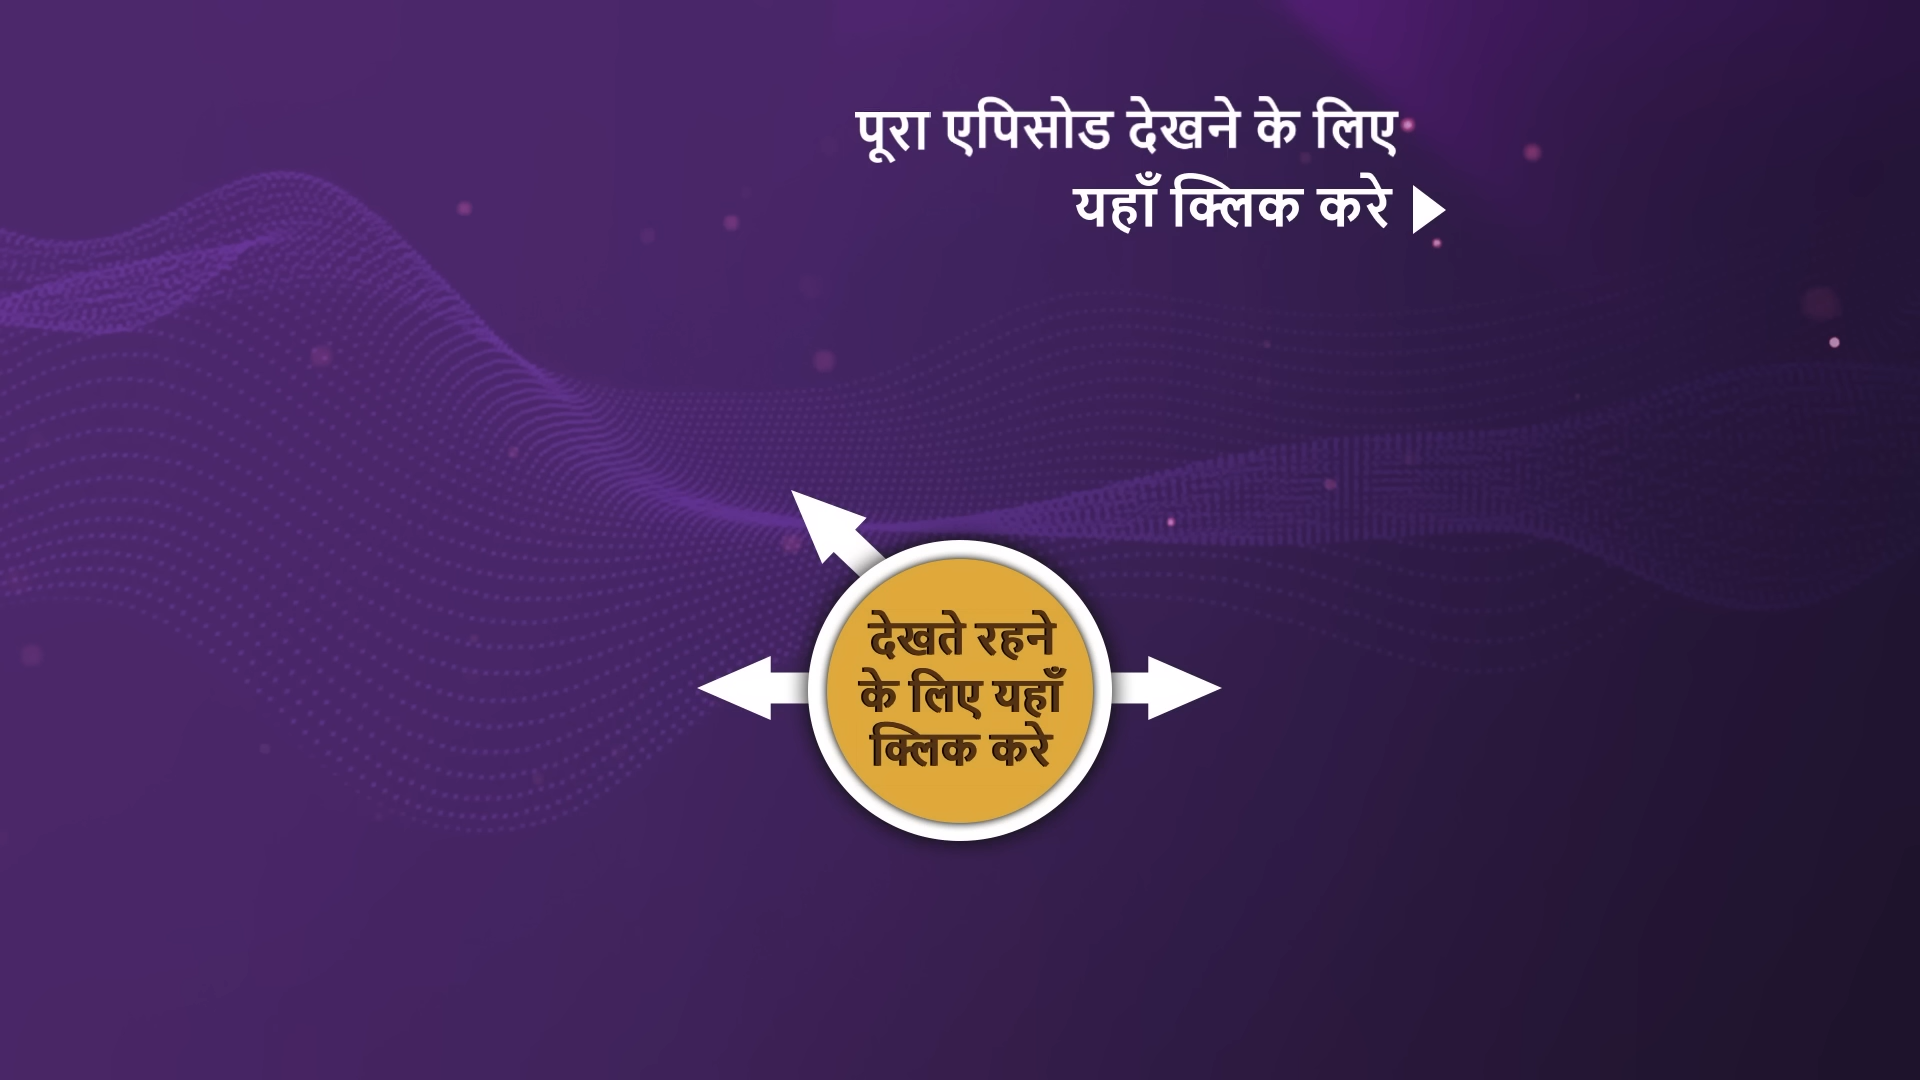 पूरा एपिसोड देखने के लिए
यहाँ क्लिक करे
देखते रहने
के लिए यहाँ
क्लिक करे